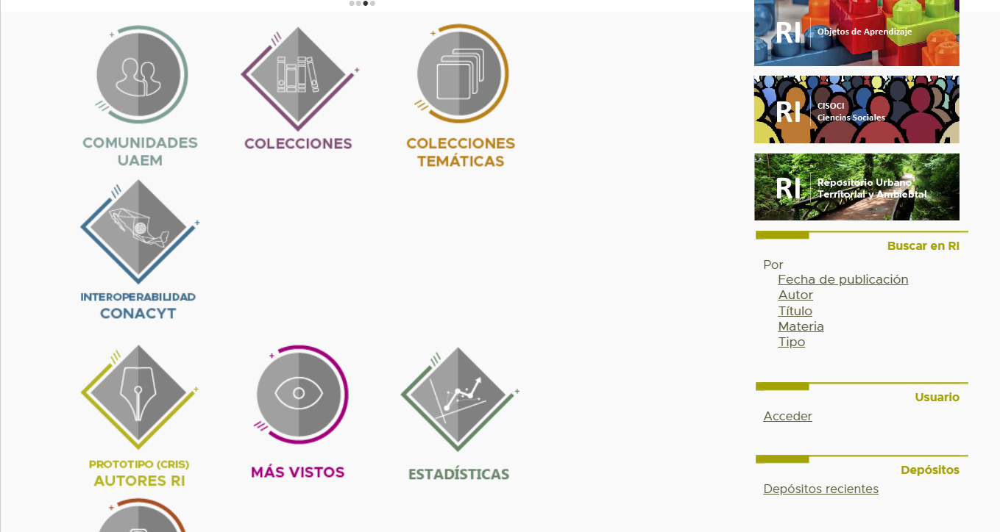 COMUNIDADES
UAEM
COLECCIONES
COLECCIONES
TEMÁTICAS
INTEROPERABILIDAD
CONACYT
PROTOTIPO (CRIS)
AUTORES RI
MÁS VISTOS
ESTADÍSTICAS
RI
Objetos de Aprendizaje
RI
CISOCI
Ciencias Sociales
RI
Repositorio Urbano
Territorial y Ambiebtal
Buscar en RI
Por
Fecha de publicación
Autor
Título
Materia
Tipo
Usuario
Acceder
Depósitos
Depósitos recientes